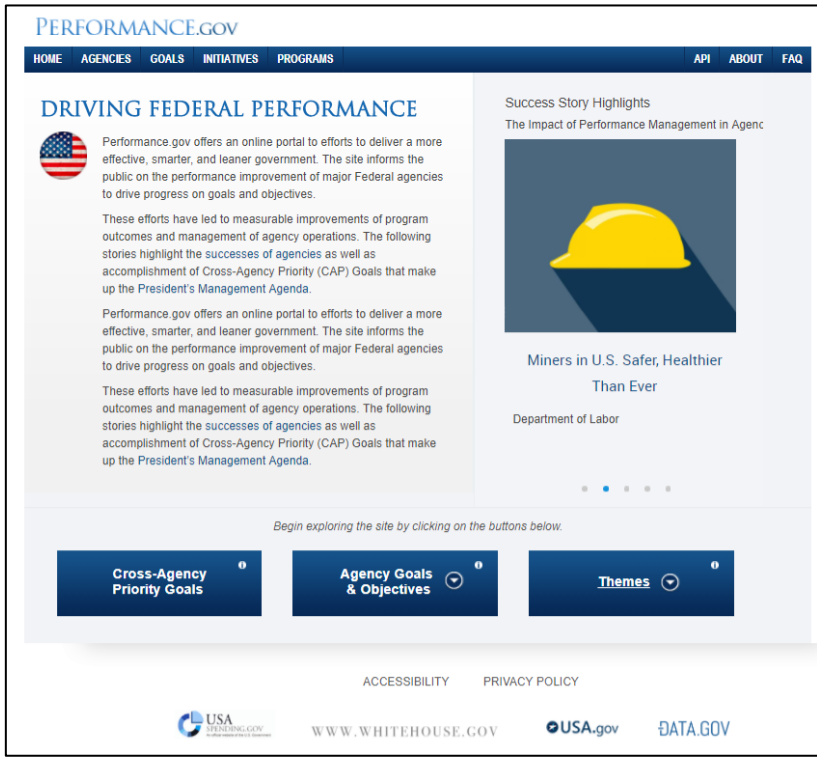 PERFORMANCE.GOV
HOME AGENCIES GOALS INITIATIVES PROGRAMS API ABOUT FAQ
DRIVING FEDERAL PERFORMANCE
Performance.gov offers an online portal to efforts to deliver a more
effective, smarter, and leaner government. The site informs the
public on the performance improvement of major Federal agencies
to drive progress on goals and objectives.
These efforts have led to measurable improvements of program
outcomes and management of agency operations. The following
stories highlight the successes of agencies as well as
accomplishment of Cross-Agency Priority (CAP) Goals that make
up the President's Management Agenda.
Performance.gov offers an online portal to efforts to deliver a more
effective, smarter, and leaner government. The site informs the
public on the performance improvement of major Federal agencies
to drive progress on goals and objectives.
These efforts have led to measurable improvements of program
outcomes and management of agency operations. The following
stories highlight the successes of agencies as well as
accomplishment of Cross-Agency Priority (CAP) Goals that make
up the President's Management Agenda.
Success Story Highlights
The Impact of Performance Management in Agenc
Miners in U.S. Safer, Healthier
Than Ever
Department of Labor
Begin exploring the site by clicking on the buttons below.
Cross-Agency
Priority Goals
Agency Goals
& Objectives
Themes
ACCESSIBILITY PRIVACY POLICY
USA
SPENDING.GOV
WWW.WHITEHOUSE.GOV
USA.gov
DATA.GOV